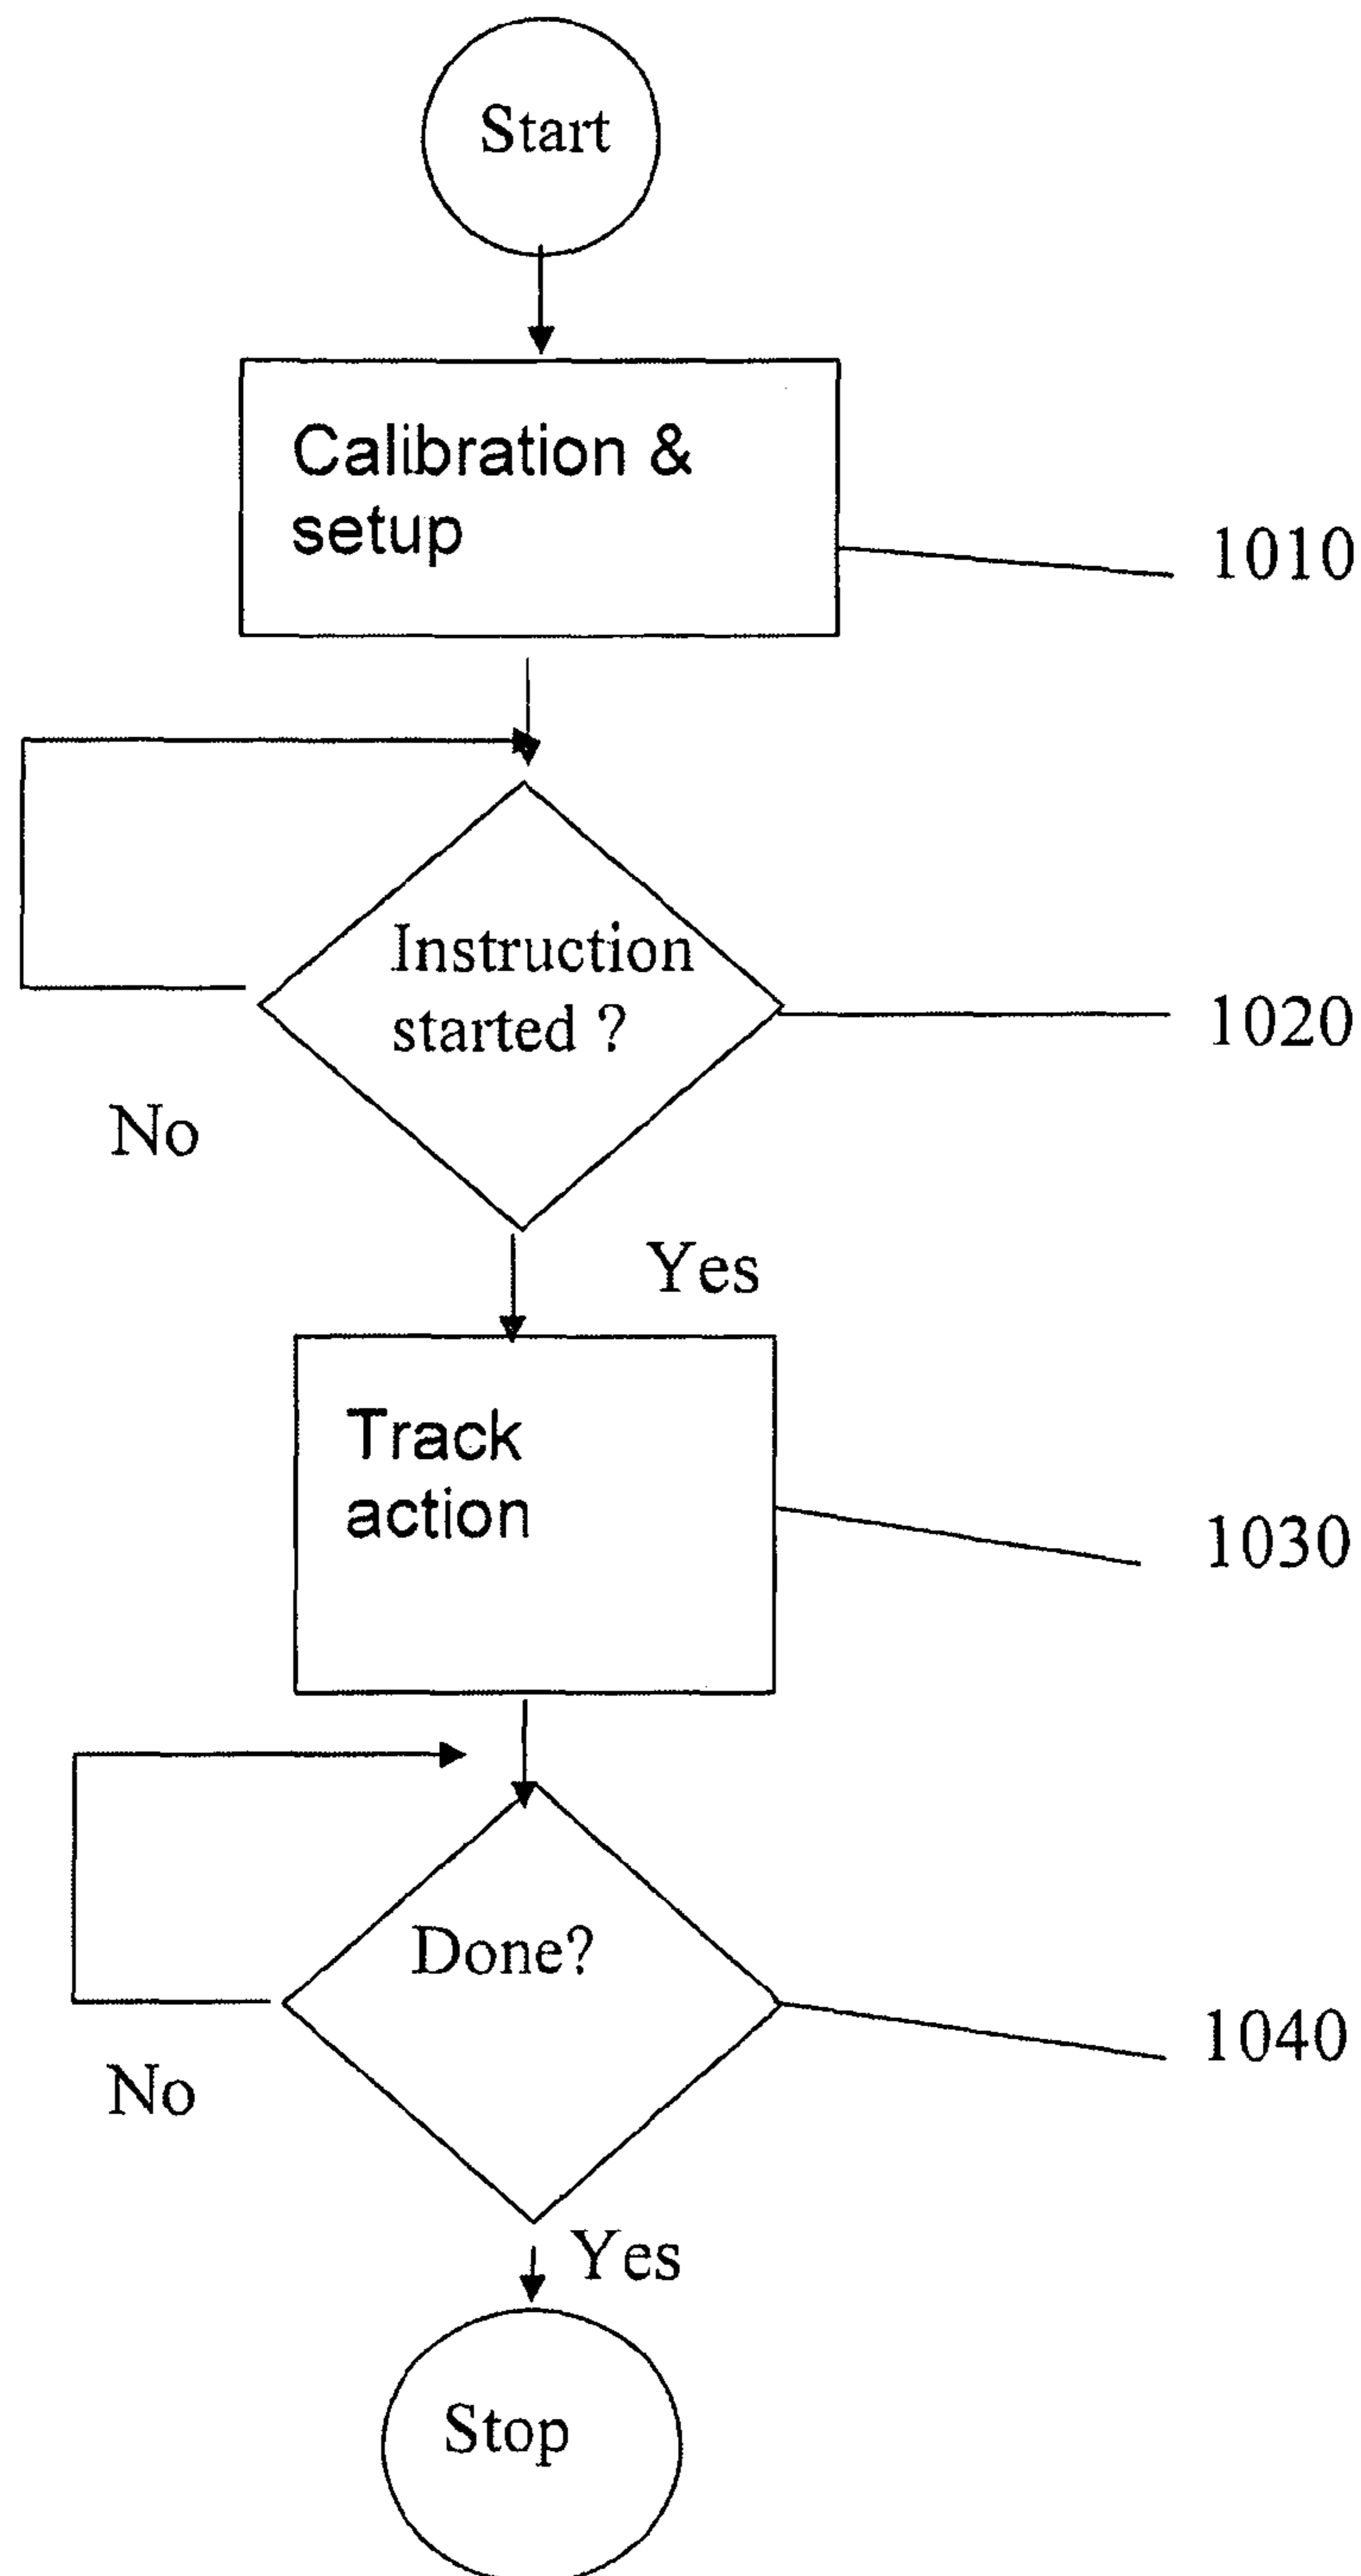 Start
Calibration &
setup
1010
Instruction
started ?
1020
No
Yes
Track
action
1030
Done?
1040
No
Yes
Stop